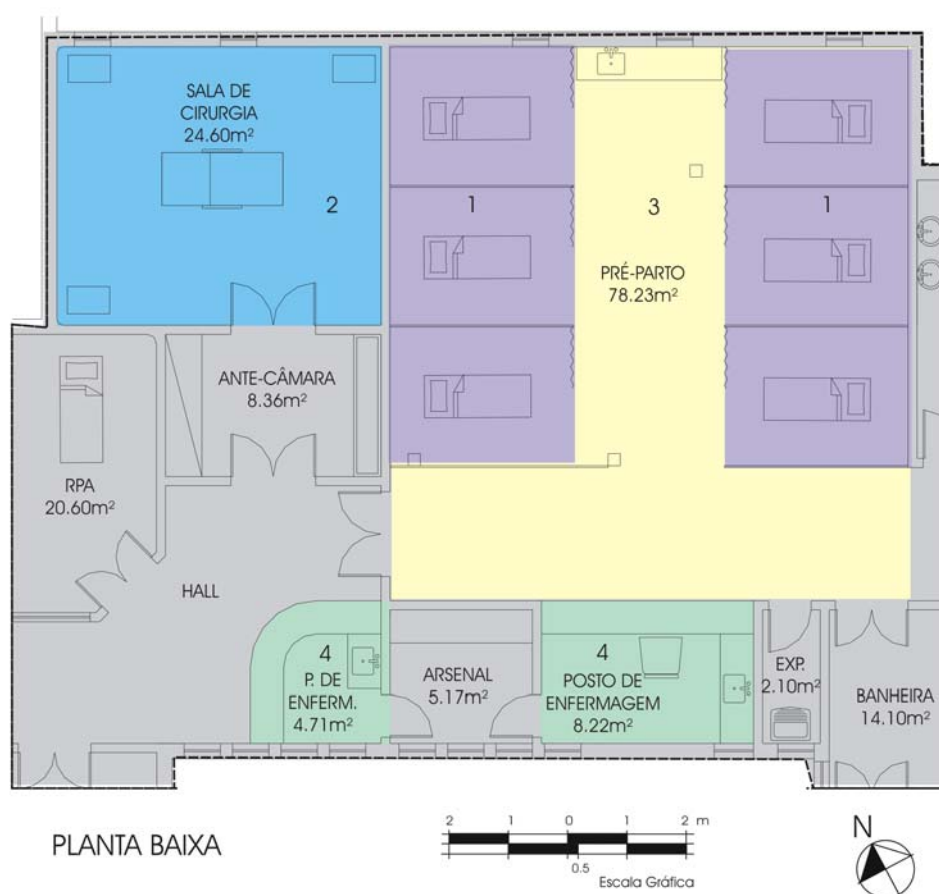 SALA DE
CIRURGIA
24.60m²
2
1
3
1
PRÉ-PARTO
78.23m²
ANTE-CÂMARA
8.36m²
RPA
20.60m²
HALL
4
P. DE
ENFERM.
4.71m²
ARSENAL
5.17m²
4
POSTO DE
ENFERMAGEM
8.22m²
EXP.
2.10m²
BANHEIRA
14.10m²
PLANTA BAIXA
2 1 0 1 2 m
0.5
Escala Gráfica
N